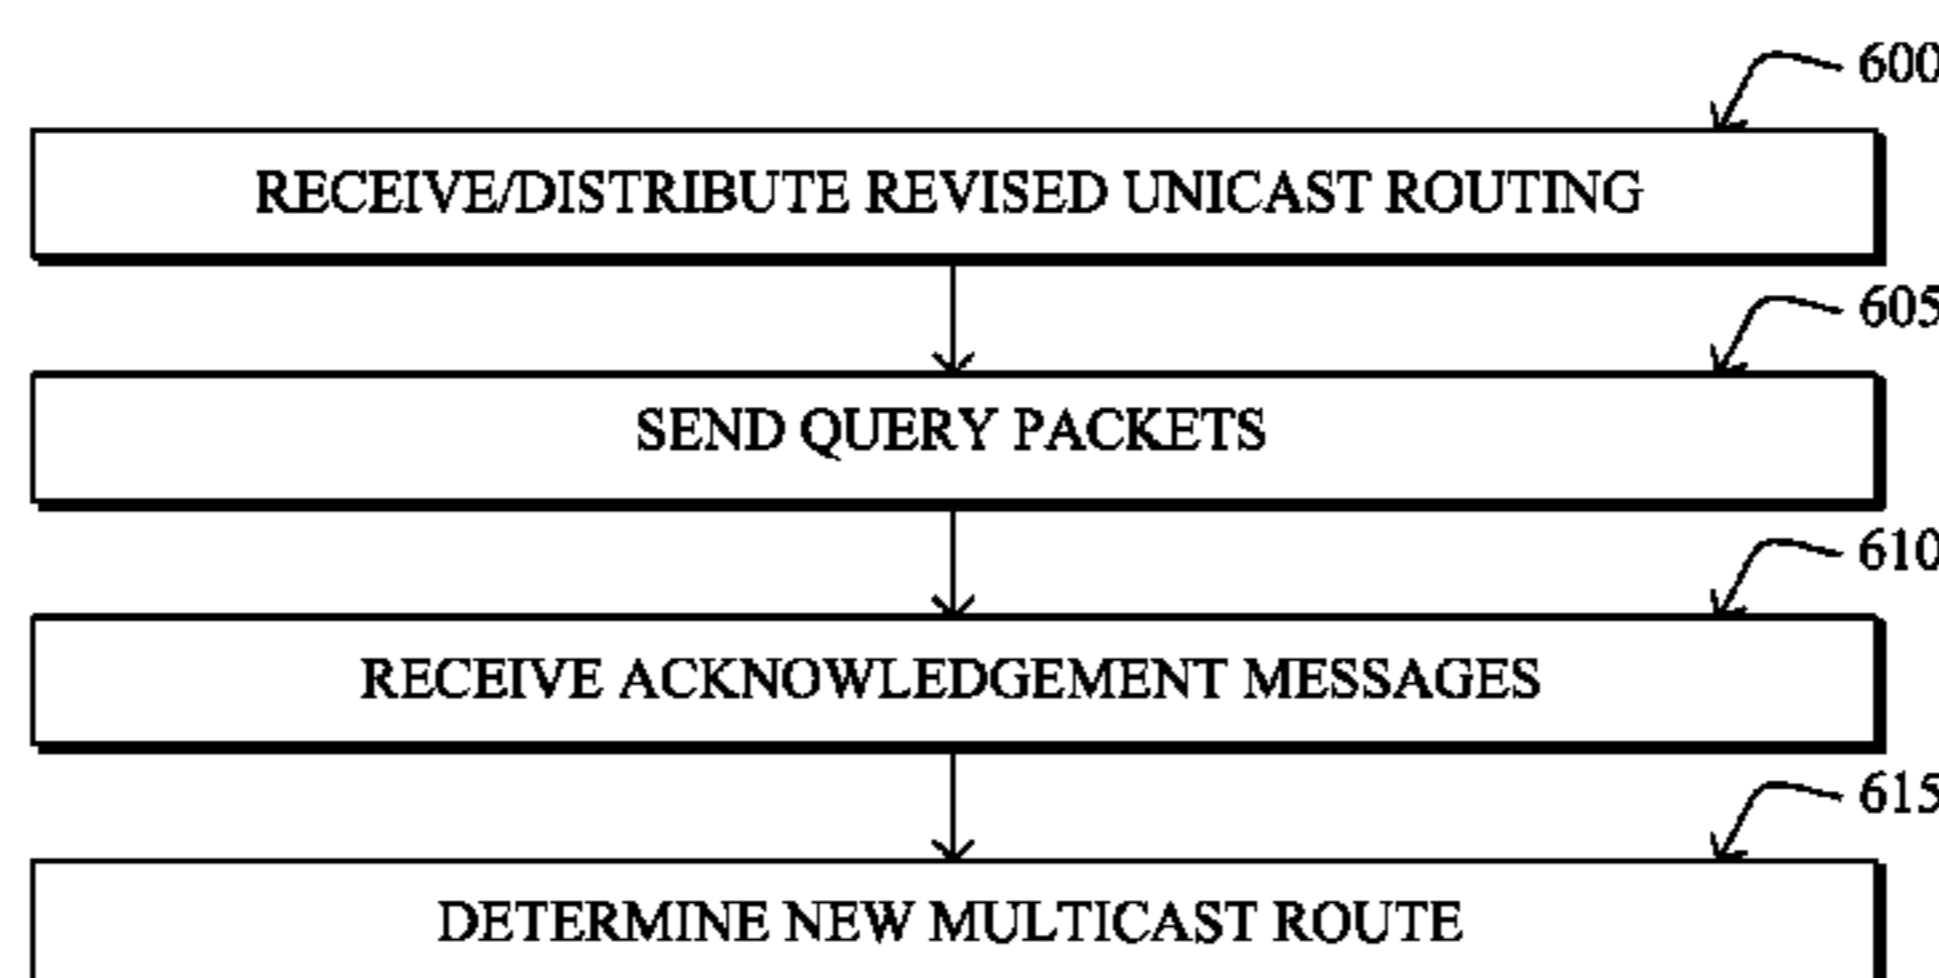 600
RECEIVE/DISTRIBUTE REVISED UNICAST ROUTING
605
SEND QUERY PACKETS
610
RECEIVE ACKNOWLEDGEMENT MESSAGES
615
DETERMINE NEW MULTICAST ROUTE